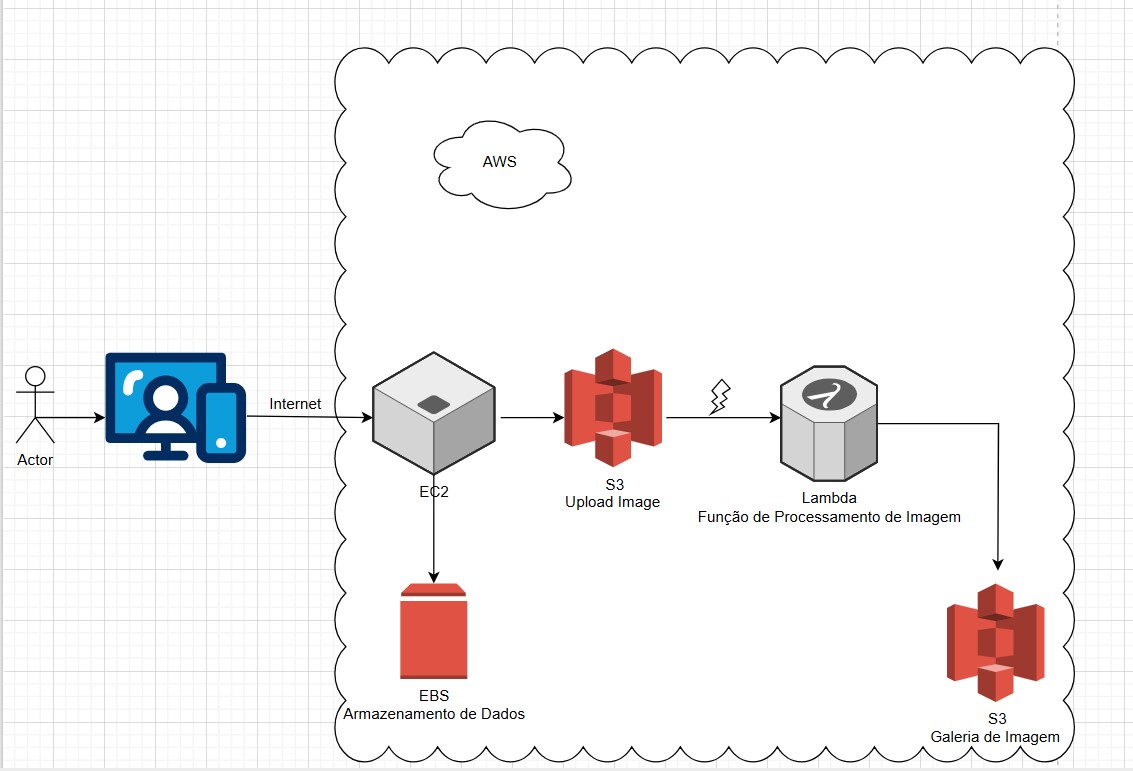 AWS
Internet
Actor
EC2
S3
Upload Image
Lambda
Função de Processamento de Imagem
EBS
Armazenamento de Dados
S3
Galeria de Imagem